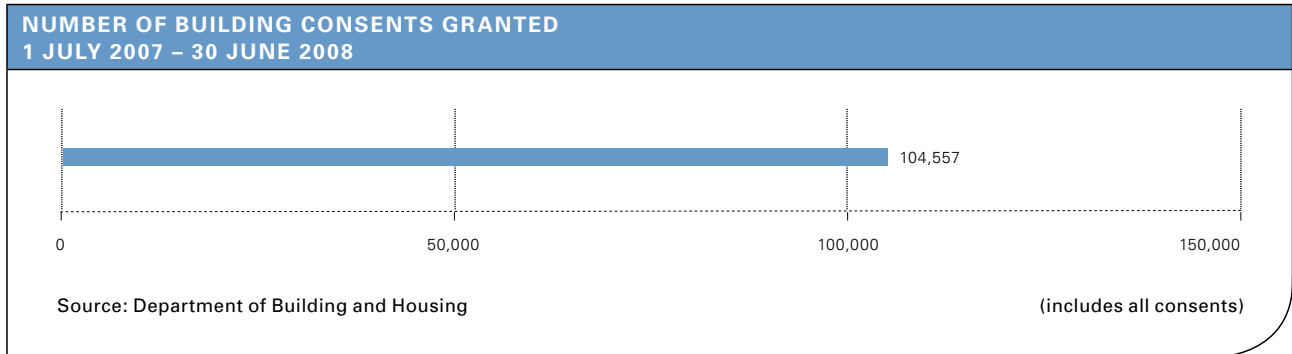 NUMBER OF BUILDING CONSENTS GRANTED
1 JULY 2007 – 30 JUNE 2008
104,557
0 50,000 100,000 150,000
Source: Department of Building and Housing (includes all consents)